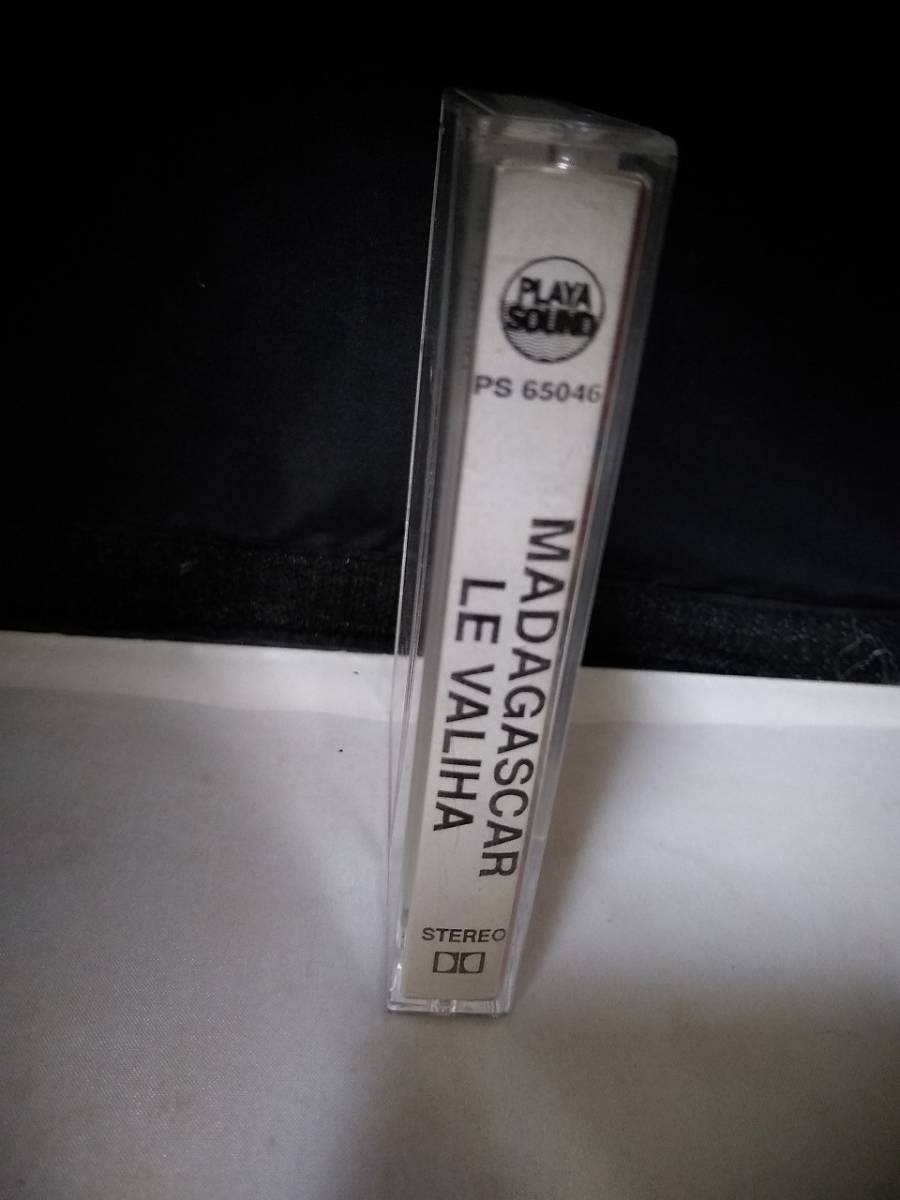 PLAYA
SOUND
PS 65046
MADAGASCAR
LE VALIHA
STEREO